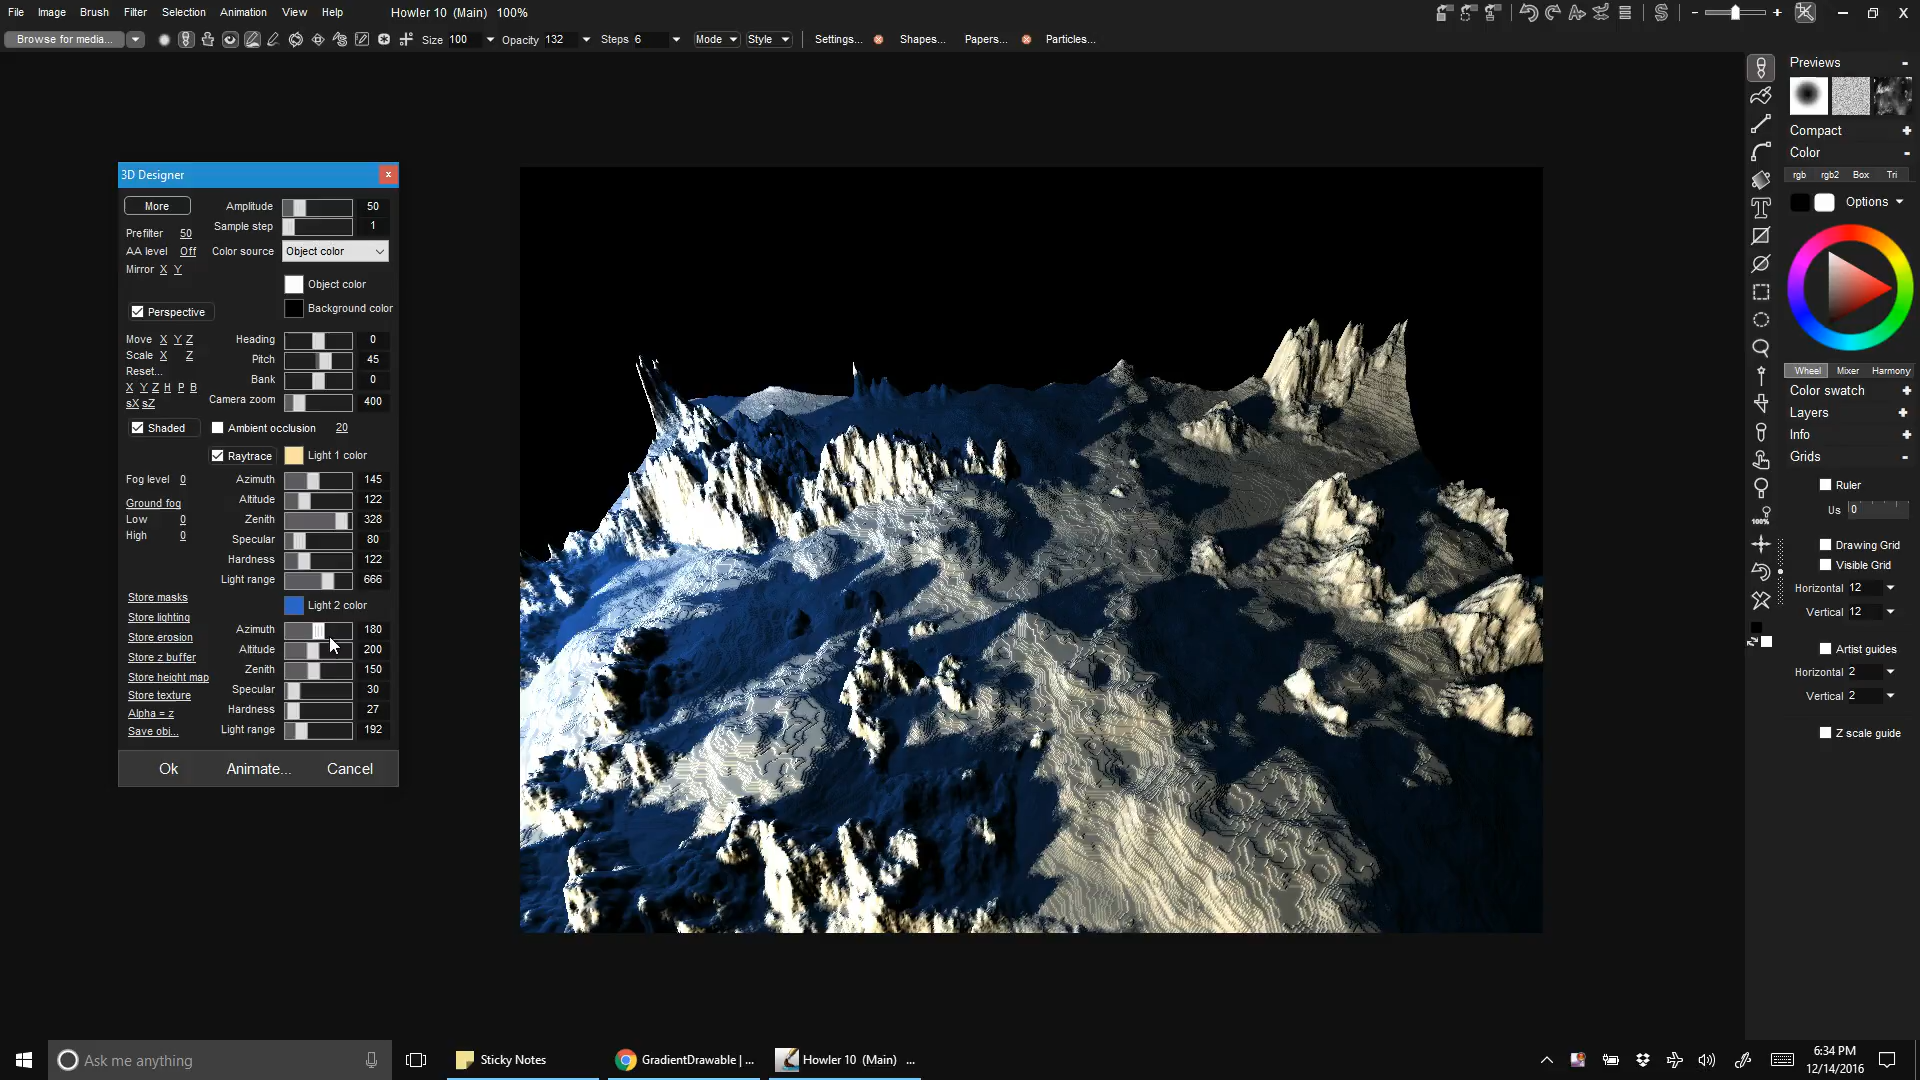 File Image Brush Filter Selection Animation View Help Howler 10 (Main) 100%
Browse for media... Size 100 Opacity 132 Steps 6 Mode Style Settings... Shapes... Papers... Particles...
3D Designer
More Amplitude 50
Sample step 1
Prefilter 50
AA level Off Color source Object color
Mirror X Y
Object color
Perspective Background color
Move X Y Z Heading 0
Scale X Z Pitch 45
Reset... Bank 0
X Y Z H P B
sX sZ Camera zoom 400
Shaded Ambient occlusion 20
Raytrace Light 1 color
Fog level 0 Azimuth 145
Ground fog Altitude 122
Low 0 Zenith 328
High 0 Specular 80
Hardness 122
Light range 666
Store masks Light 2 color
Store lighting
Store erosion Azimuth 180
Store z buffer Altitude 200
Store height map Zenith 150
Store texture Specular 30
Alpha = z Hardness 27
Save obj... Light range 192
Ok Animate... Cancel
Previews -
Compact +
Color -
rgb rgb2 Box Tri
Options
Wheel Mixer Harmony
Color swatch +
Layers +
Info +
Grids -
Ruler
Us 0
Drawing Grid
Visible Grid
Horizontal 12
Vertical 12
Artist guides
Horizontal 2
Vertical 2
Z scale guide
100%
Ask me anything Sticky Notes GradientDrawable | ... Howler 10 (Main) ... 6:34 PM
12/14/2016